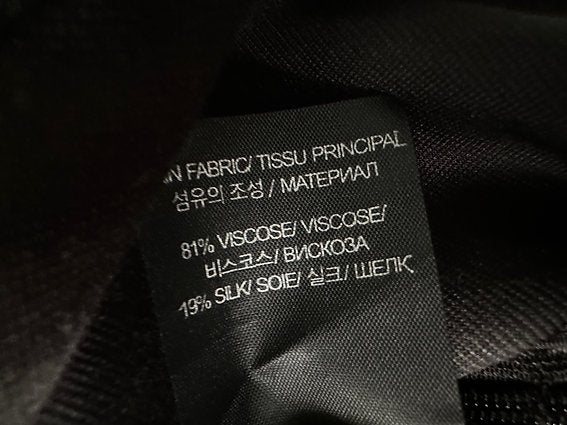 IN FABRIC/ TISSU PRINCIPAL
섬유의 조성 / МАТЕРИАЛ
81% VISCOSE/ VISCOSE/
비스코스/ ВИСКОЗА
19% SILK/ SOIE/ 실크/ ШЕЛК